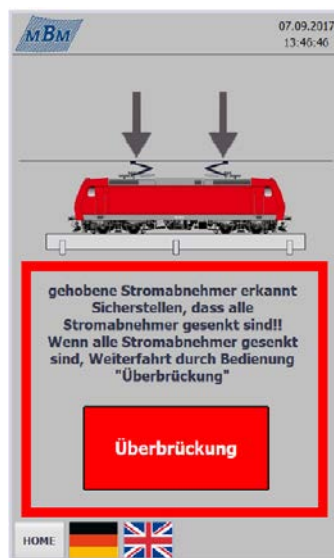 MBM
07.09.2017
13:46:46
gehobene Stromabnehmer erkannt
Sicherstellen, dass alle
Stromabnehmer gesenkt sind!!
Wenn alle Stromabnehmer gesenkt
sind, Weiterfahrt durch Bedienung
"Überbrückung"
Überbrückung
HOME